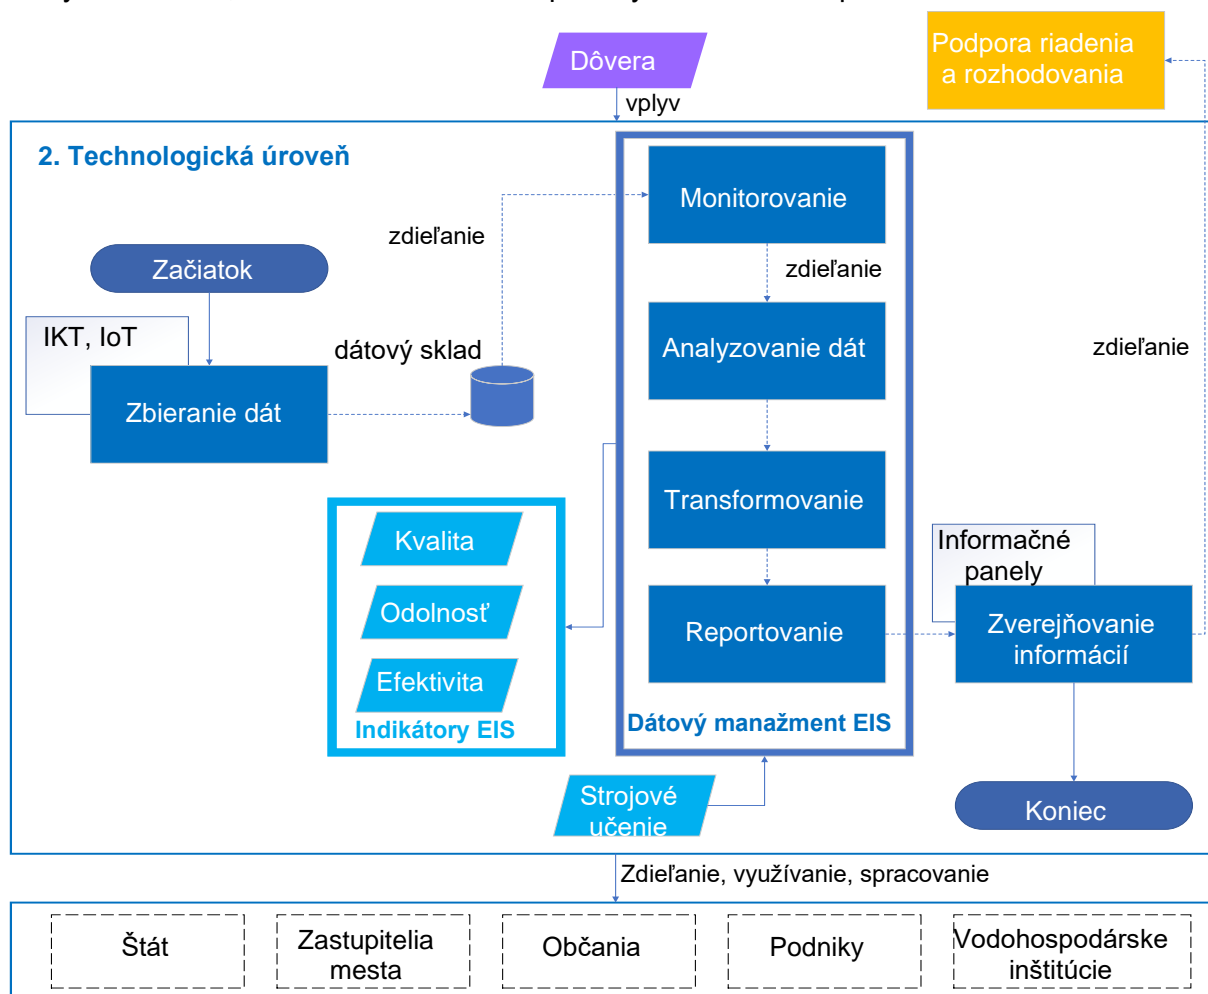 Dôvera
Podpora riadenia
a rozhodovania
vplyv
2. Technologická úroveň
Monitorovanie
zdieľanie
Začiatok
zdieľanie
IKT, IoT
dátový sklad
Analyzovanie dát
zdieľanie
Zbieranie dát
Transformovanie
Kvalita
Informačné
panely
Odolnosť
Reportovanie
Zverejňovanie
informácií
Efektivita
Indikátory EIS
Dátový manažment EIS
Strojové
učenie
Koniec
Zdieľanie, využívanie, spracovanie
Štát
Zastupitelia
mesta
Občania
Podniky
Vodohospodárske
inštitúcie